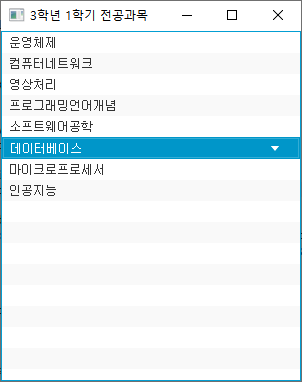 3학년 1학기 전공과목
운영체제
컴퓨터네트워크
영상처리
프로그래밍언어개념
소프트웨어공학
데이터베이스
마이크로프로세서
인공지능